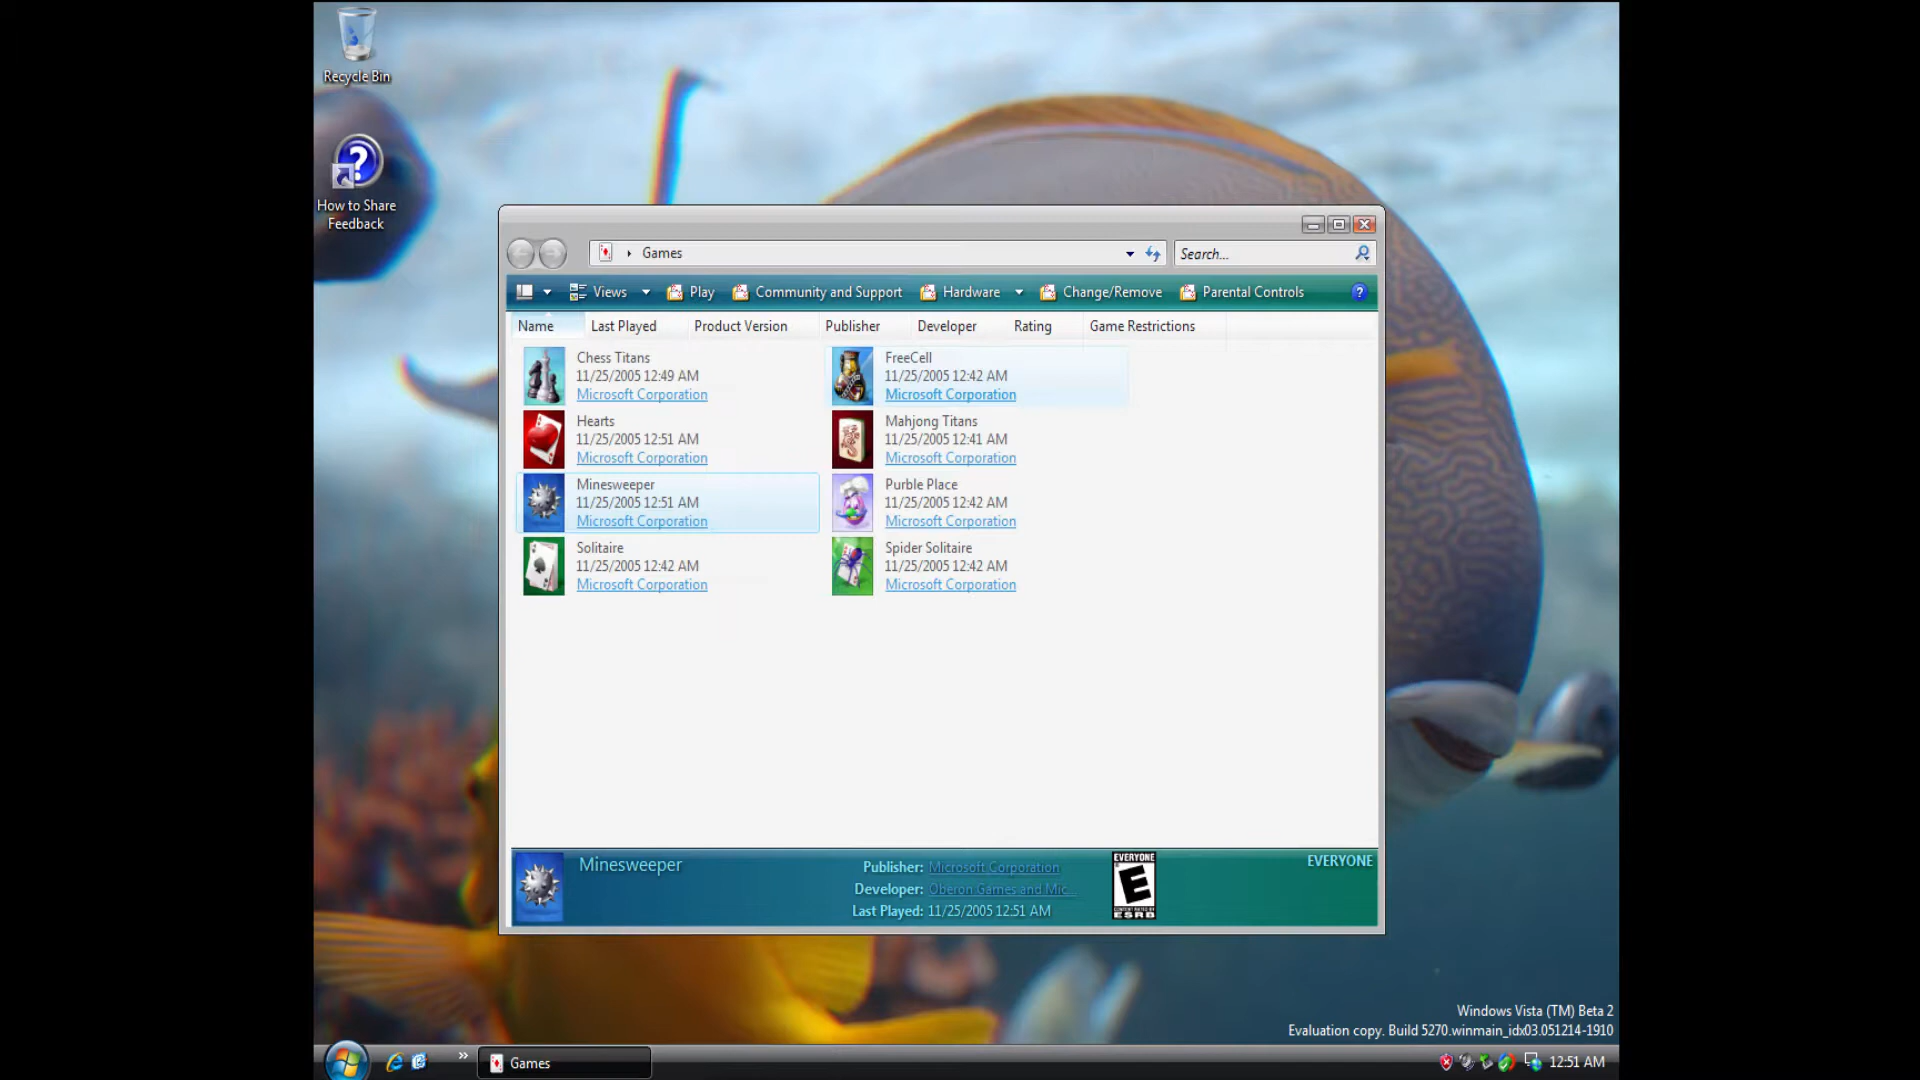 Recycle Bin
How to Share
Feedback
Games
Search...
Views Play Community and Support Hardware Change/Remove Parental Controls
Name Last Played Product Version Publisher Developer Rating Game Restrictions
Chess Titans
11/25/2005 12:49 AM
Microsoft Corporation
FreeCell
11/25/2005 12:42 AM
Microsoft Corporation
Hearts
11/25/2005 12:51 AM
Microsoft Corporation
Mahjong Titans
11/25/2005 12:41 AM
Microsoft Corporation
Minesweeper
11/25/2005 12:51 AM
Microsoft Corporation
Purble Place
11/25/2005 12:42 AM
Microsoft Corporation
Solitaire
11/25/2005 12:42 AM
Microsoft Corporation
Spider Solitaire
11/25/2005 12:42 AM
Microsoft Corporation
Minesweeper
Publisher: Microsoft Corporation
Developer: Oberon Games and Mic...
Last Played: 11/25/2005 12:51 AM
EVERYONE
E
CONTENT RATED BY
ESRB
EVERYONE
Windows Vista (TM) Beta 2
Evaluation copy. Build 5270.winmain_idx03.051214-1910
Games
12:51 AM